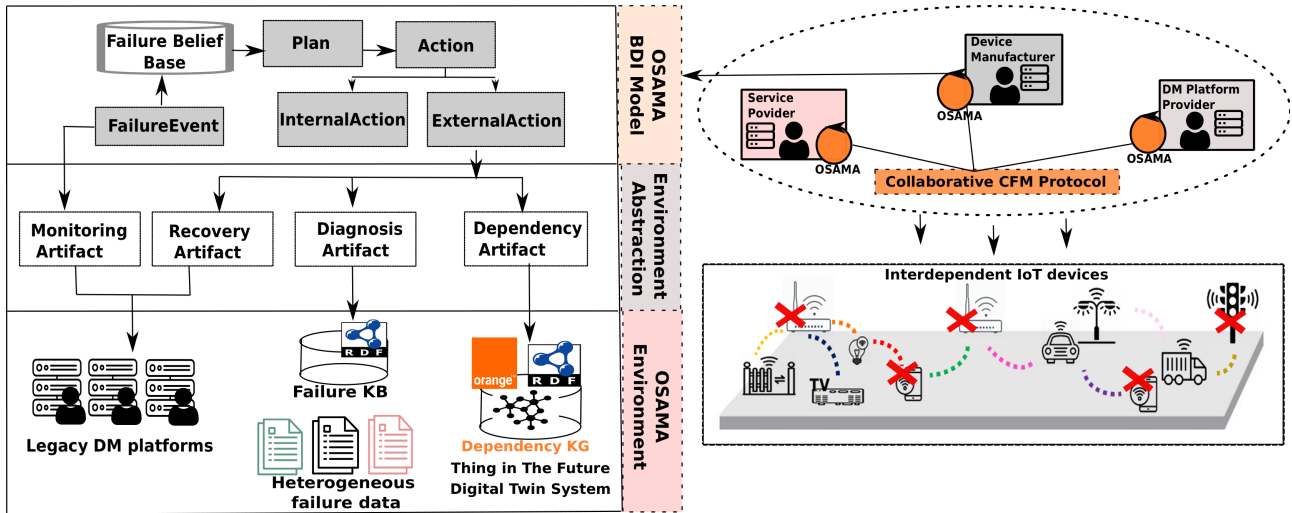 Failure Belief
Base
Plan
Action
FailureEvent
InternalAction
ExternalAction
OSAMA
BDI Model
Monitoring
Artifact
Recovery
Artifact
Diagnosis
Artifact
Dependency
Artifact
Environment
Abstraction
Legacy DM platforms
RDF
Failure KB
Heterogeneous
failure data
orange™
RDF
Dependency KG
Thing in The Future
Digital Twin System
OSAMA
Environment
Device
Manufacturer
OSAMA
Service
Povider
OSAMA
DM Platform
Provider
OSAMA
Collaborative CFM Protocol
Interdependent IoT devices
TV